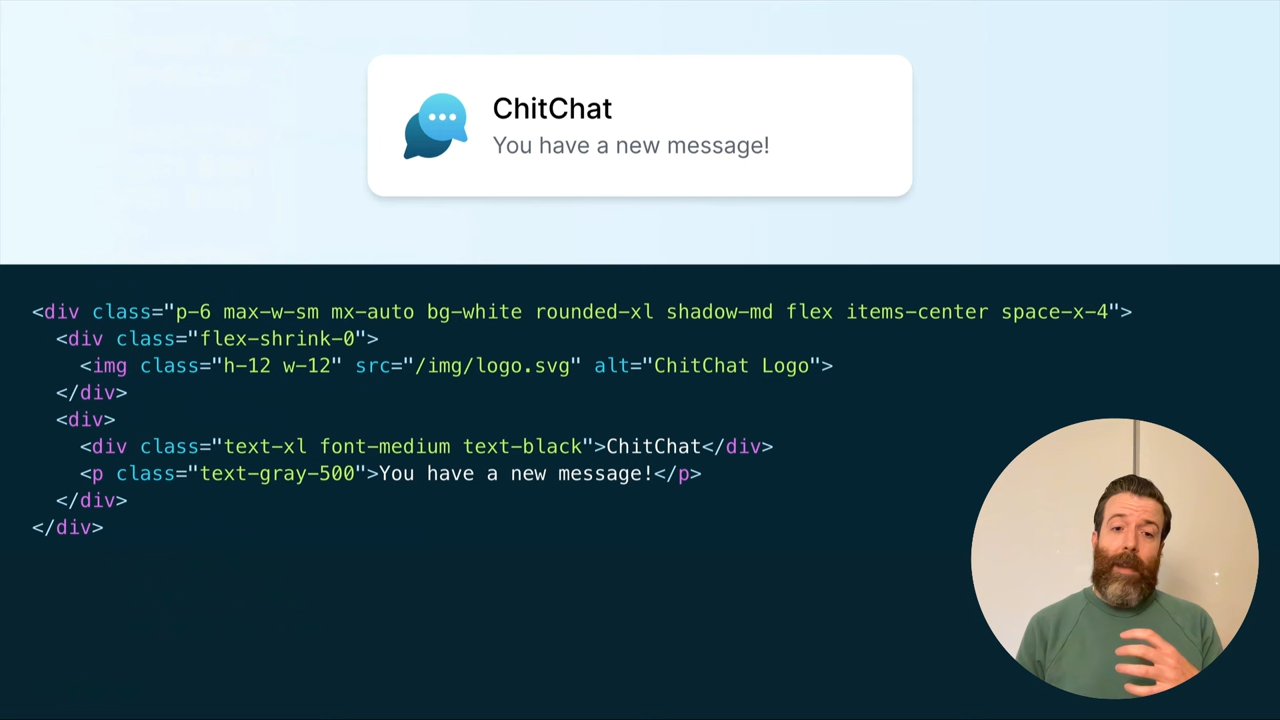 ChitChat
You have a new message!
<div class="p-6 max-w-sm mx-auto bg-white rounded-xl shadow-md flex items-center space-x-4">
  <div class="flex-shrink-0">
    <img class="h-12 w-12" src="/img/logo.svg" alt="ChitChat Logo">
  </div>
  <div>
    <div class="text-xl font-medium text-black">ChitChat</div>
    <p class="text-gray-500">You have a new message!</p>
  </div>
</div>